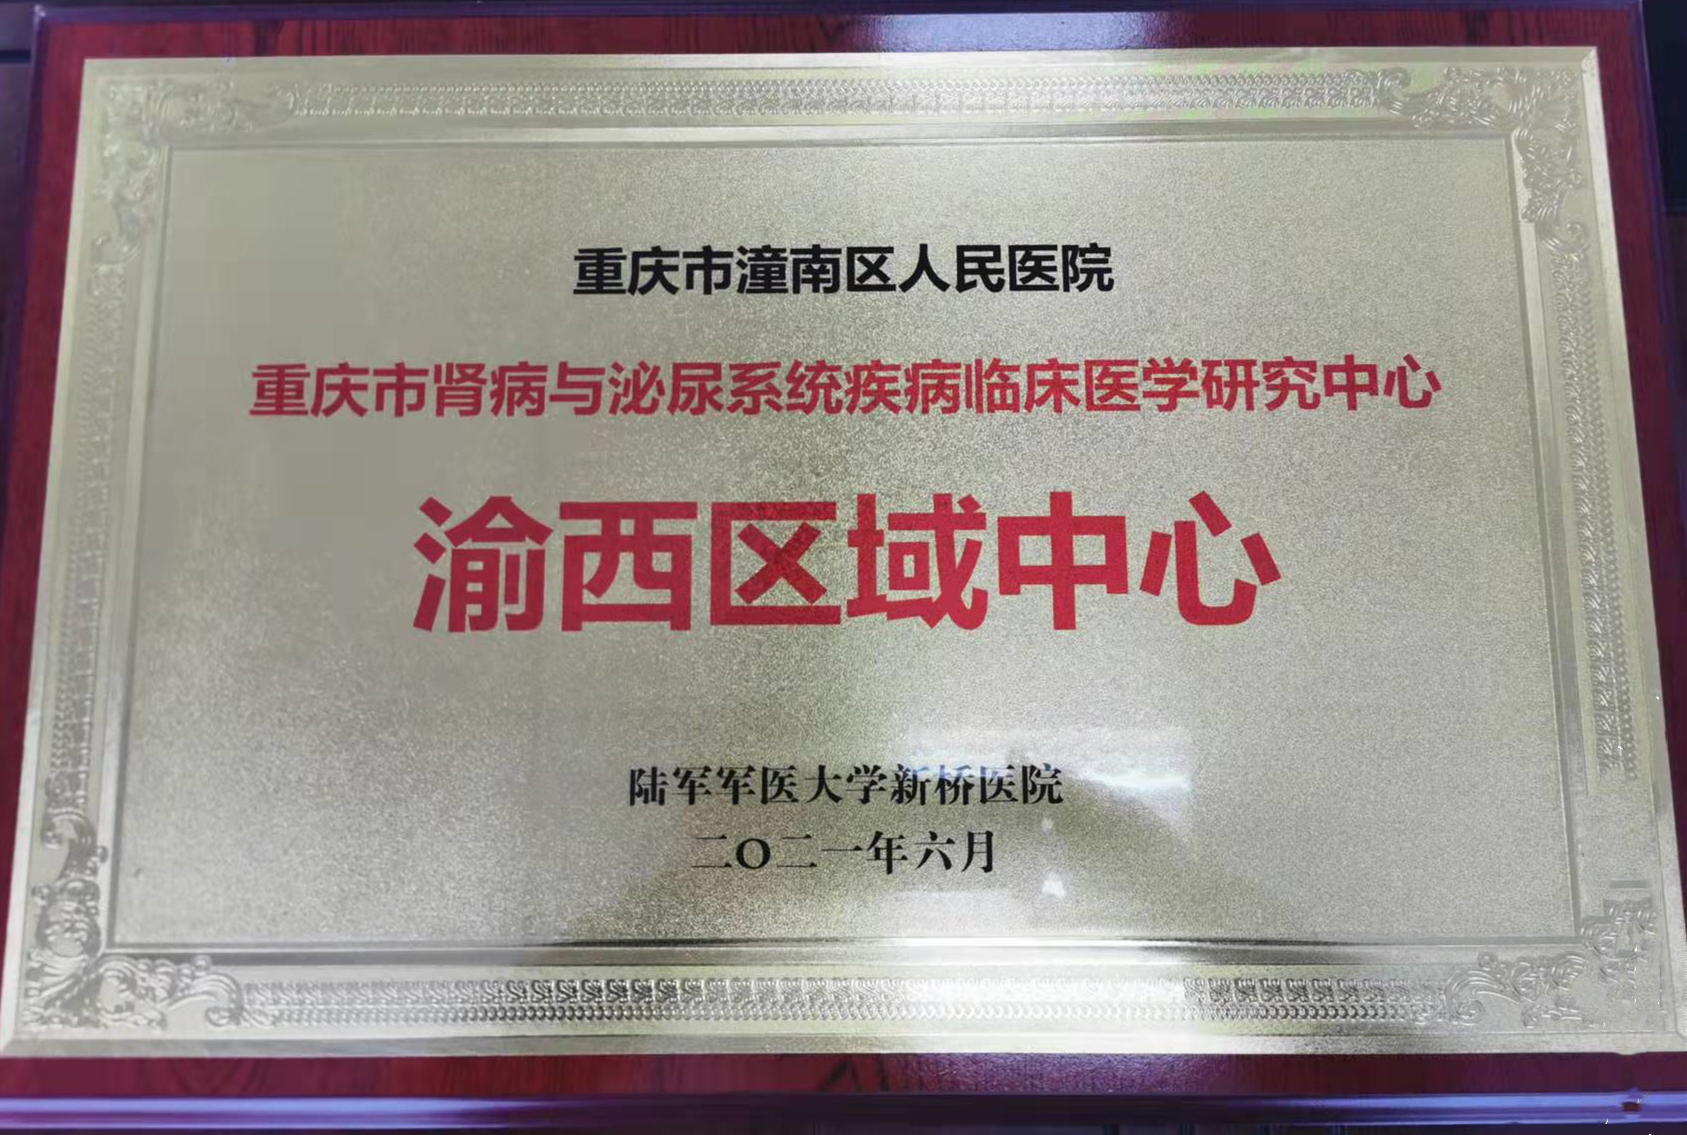 重庆市潼南区人民医院
重庆市肾病与泌尿系统疾病临床医学研究中心
渝西区域中心
陆军军医大学新桥医院
二〇二一年六月